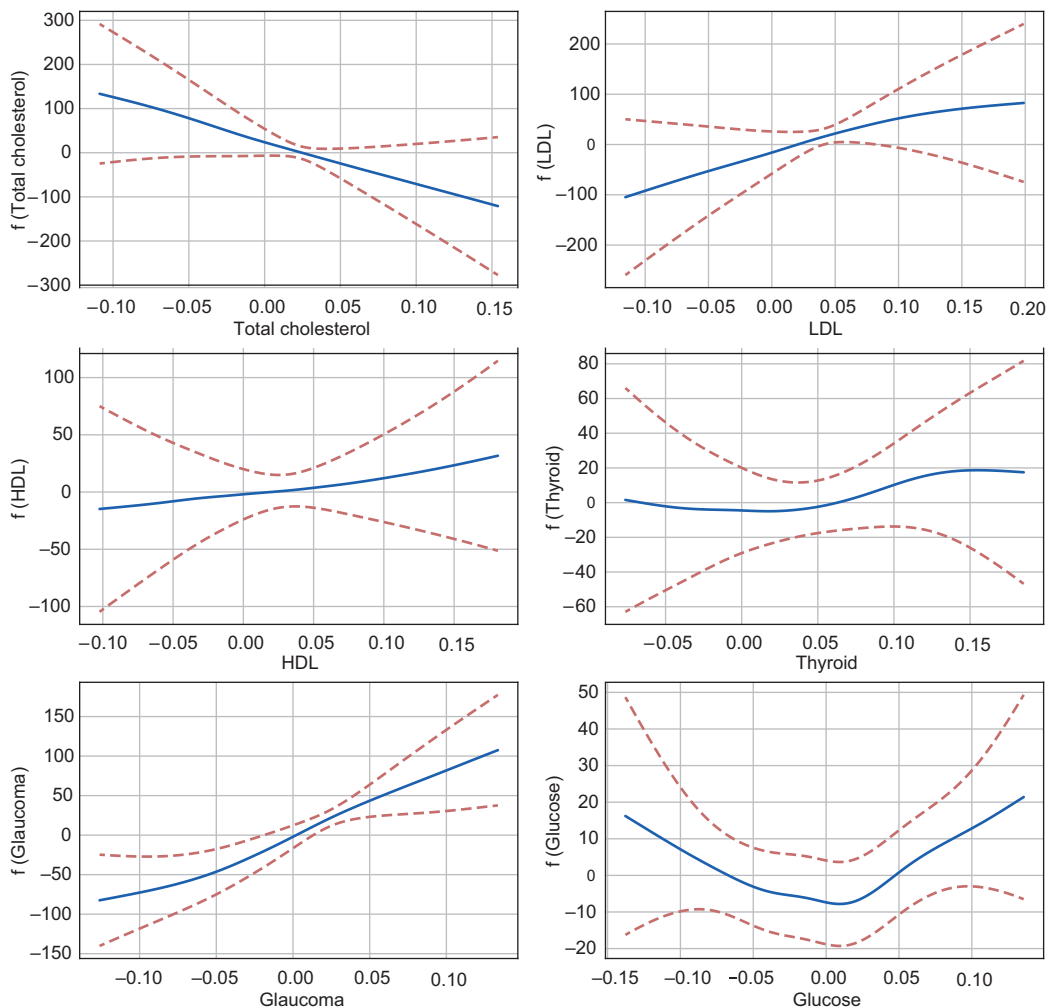 300
200
100
0
–100
–200
–300
f (Total cholesterol)
–0.10 –0.05 0.00 0.05 0.10 0.15
Total cholesterol
200
100
0
–100
–200
f (LDL)
–0.10 –0.05 0.00 0.05 0.10 0.15 0.20
LDL
100
50
0
–50
–100
f (HDL)
–0.10 –0.05 0.00 0.05 0.10 0.15
HDL
80
60
40
20
0
–20
–40
–60
f (Thyroid)
–0.05 0.00 0.05 0.10 0.15
Thyroid
150
100
50
0
–50
–100
–150
f (Glaucoma)
–0.10 –0.05 0.00 0.05 0.10
Glaucoma
50
40
30
20
10
0
–10
–20
f (Glucose)
–0.15 –0.10 –0.05 0.00 0.05 0.10
Glucose